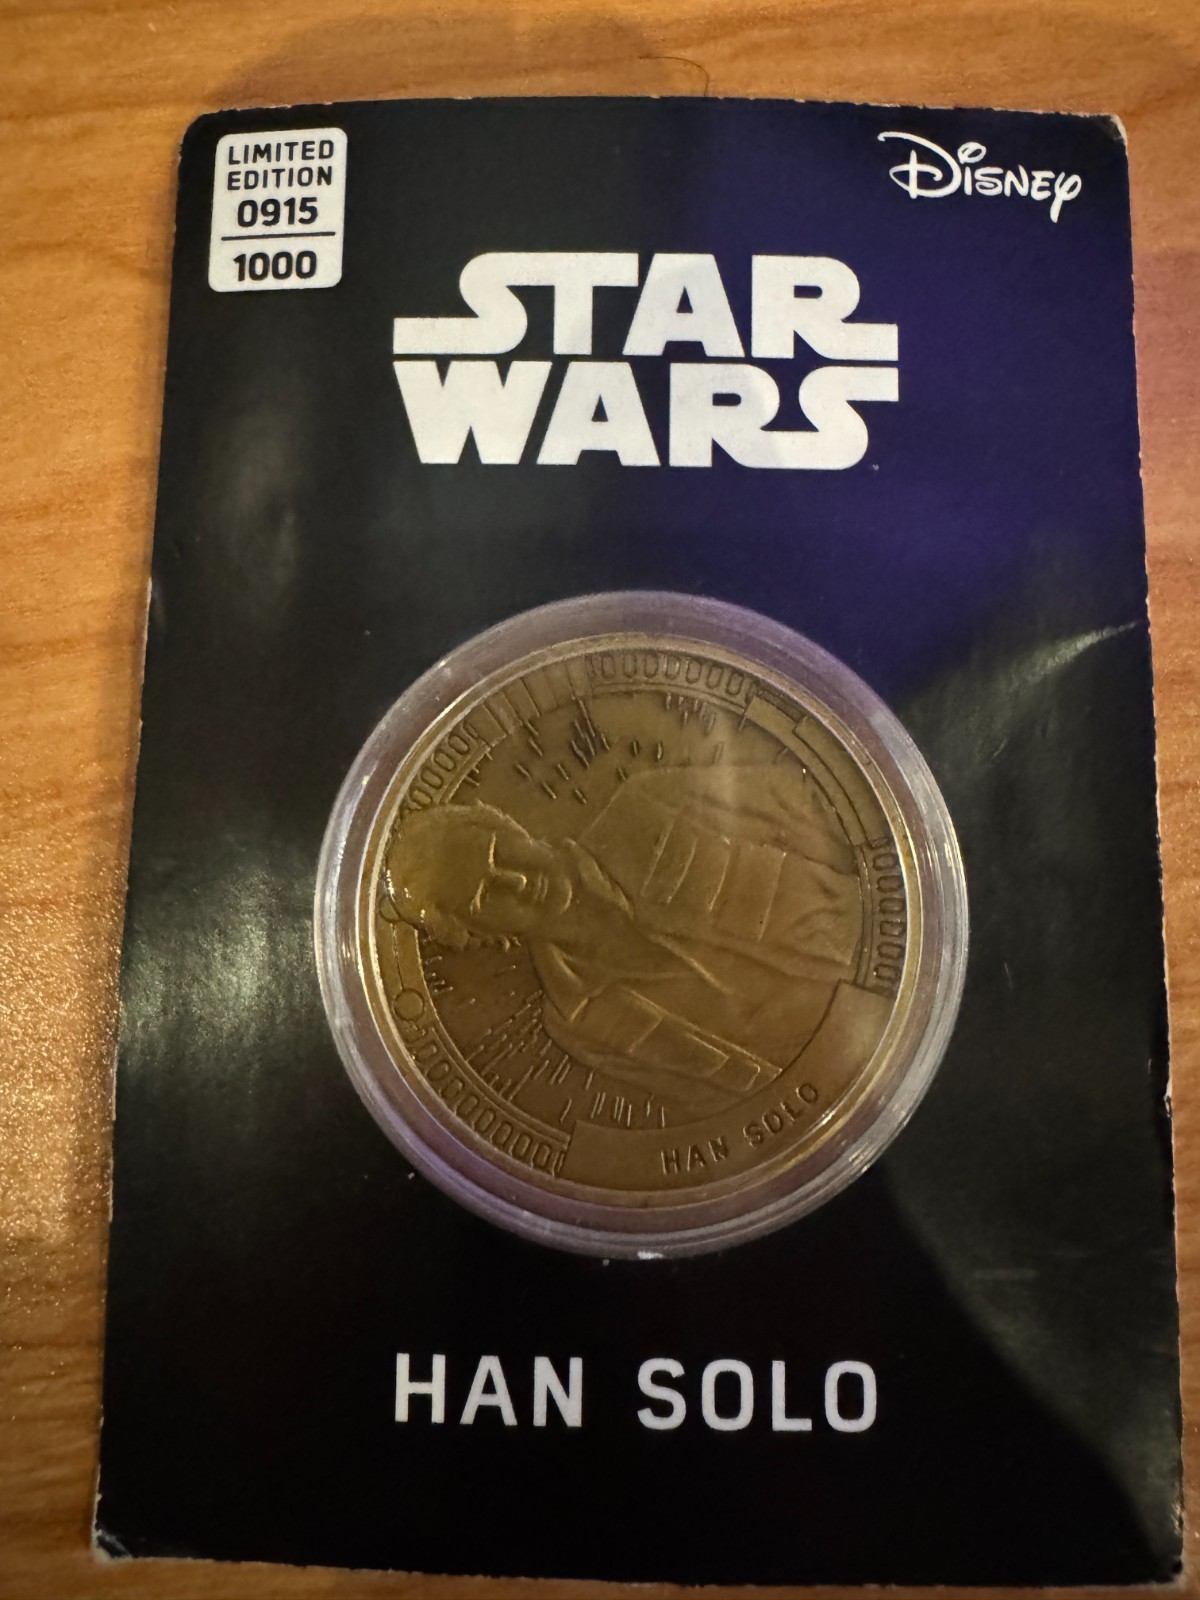 LIMITED
EDITION
0915
1000
Disney
STAR
WARS
HAN SOLO
HAN SOLO